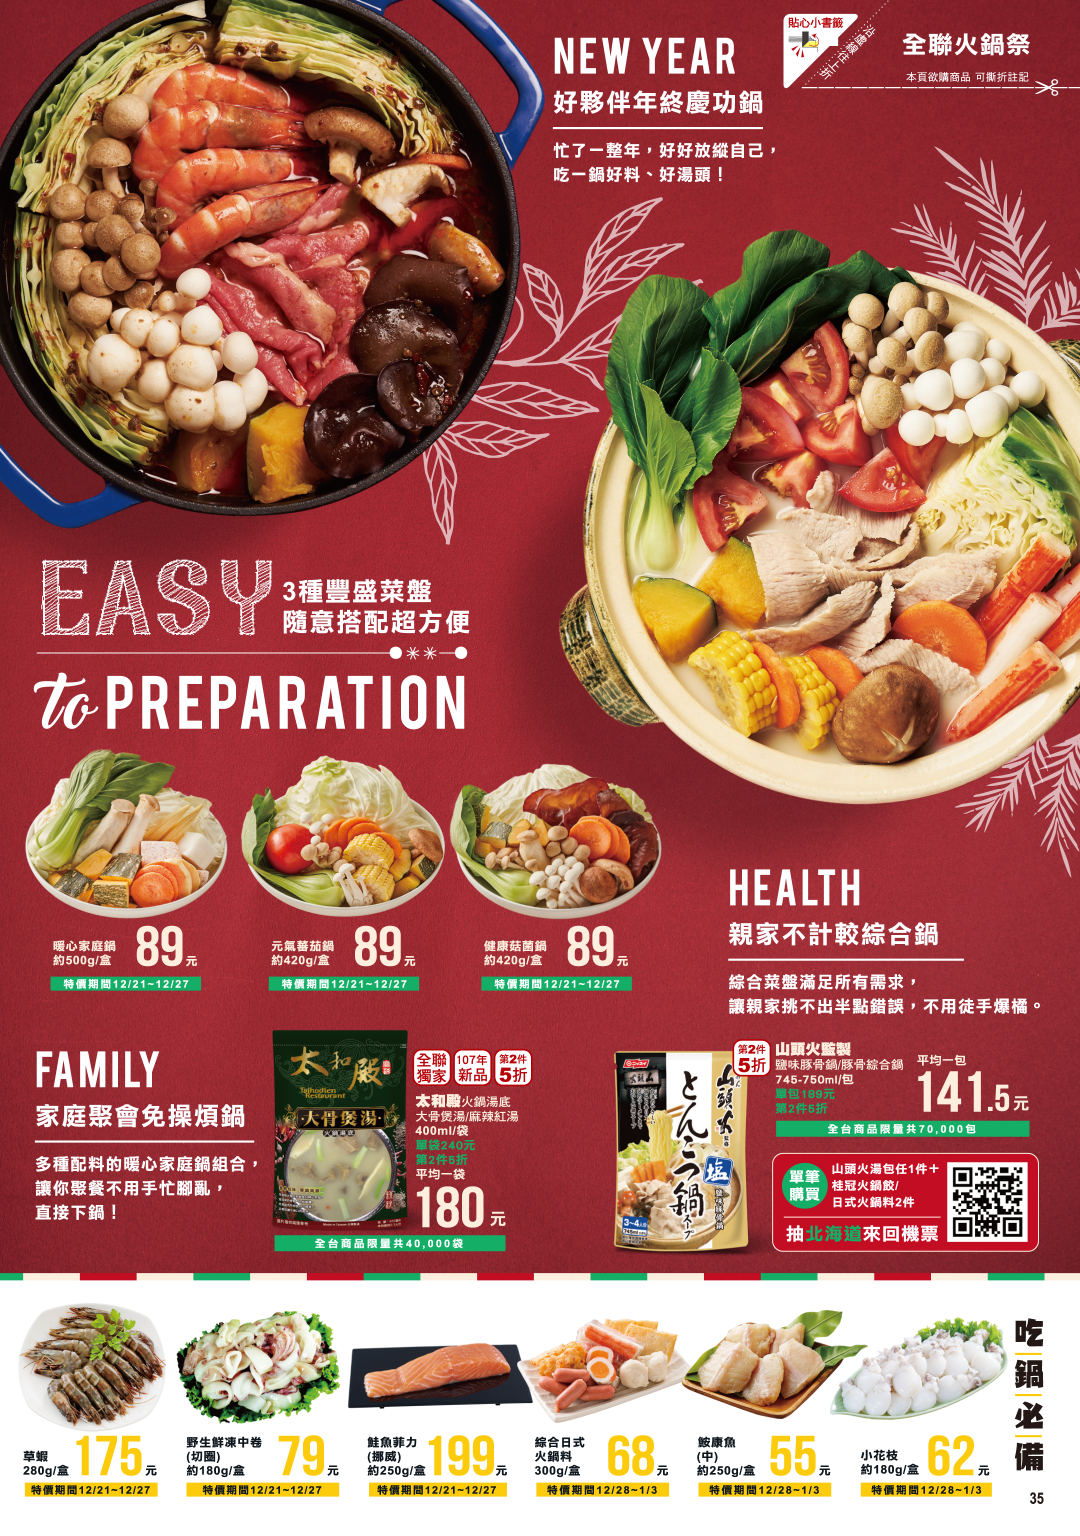 NEW YEAR
好夥伴年終慶功鍋
忙了一整年，好好放縱自己，
吃一鍋好料、好湯頭！
貼心小書籤
沿虛線往上折
全聯火鍋祭
本頁欲購商品 可撕折註記
EASY
3種豐盛菜盤
隨意搭配超方便
to PREPARATION
暖心家庭鍋
約500g/盒
89元
特價期間12/21~12/27
元氣蕃茄鍋
約420g/盒
89元
特價期間12/21~12/27
健康菇菌鍋
約420g/盒
89元
特價期間12/21~12/27
HEALTH
親家不計較綜合鍋
綜合菜盤滿足所有需求，
讓親家挑不出半點錯誤，不用徒手爆橘。
FAMILY
家庭聚會免操煩鍋
多種配料的暖心家庭鍋組合，
讓你聚餐不用手忙腳亂，
直接下鍋！
太和殿
Taihodien
Restaurant
大骨煲湯
全聯
獨家
107年
新品
第2件
5折
太和殿火鍋湯底
大骨煲湯/麻辣紅湯
400ml/袋
單袋240元
第2件5折
平均一袋
180元
全台商品限量共40,000袋
山頭火
とんこつ鍋スープ
塩
3~4人前
第2件
5折
山頭火監製
鹽味豚骨鍋/豚骨綜合鍋
745-750ml/包
單包189元
第2件5折
平均一包
141.5元
全台商品限量共70,000包
單筆
購買
山頭火湯包任1件＋
桂冠火鍋餃/
日式火鍋料2件
抽北海道來回機票
吃鍋必備
草蝦
280g/盒
175元
特價期間12/21~12/27
野生鮮凍中卷
(切圈)
約180g/盒
79元
特價期間12/21~12/27
鮭魚菲力
(挪威)
約250g/盒
199元
特價期間12/21~12/27
綜合日式
火鍋料
300g/盒
68元
特價期間12/28~1/3
鮟康魚
(中)
約250g/盒
55元
特價期間12/28~1/3
小花枝
約180g/盒
62元
特價期間12/28~1/3
35